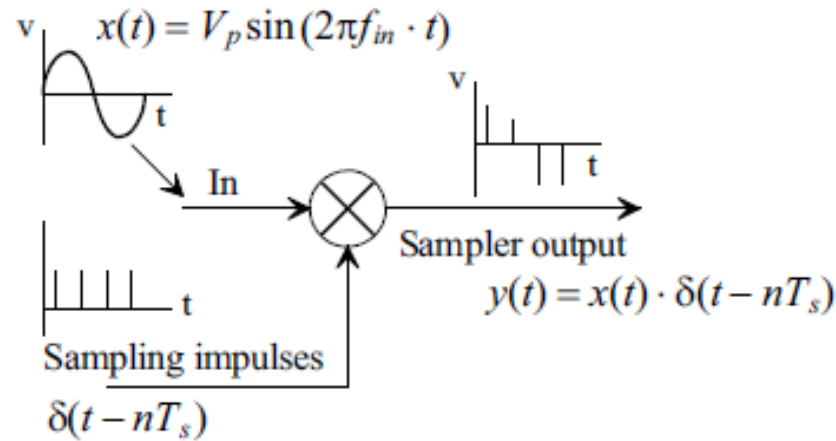 v
x(t) = V_p sin(2πf_in · t)
t
v
t
In
Sampler output
y(t) = x(t) · δ(t – nT_s)
t
Sampling impulses
δ(t – nT_s)